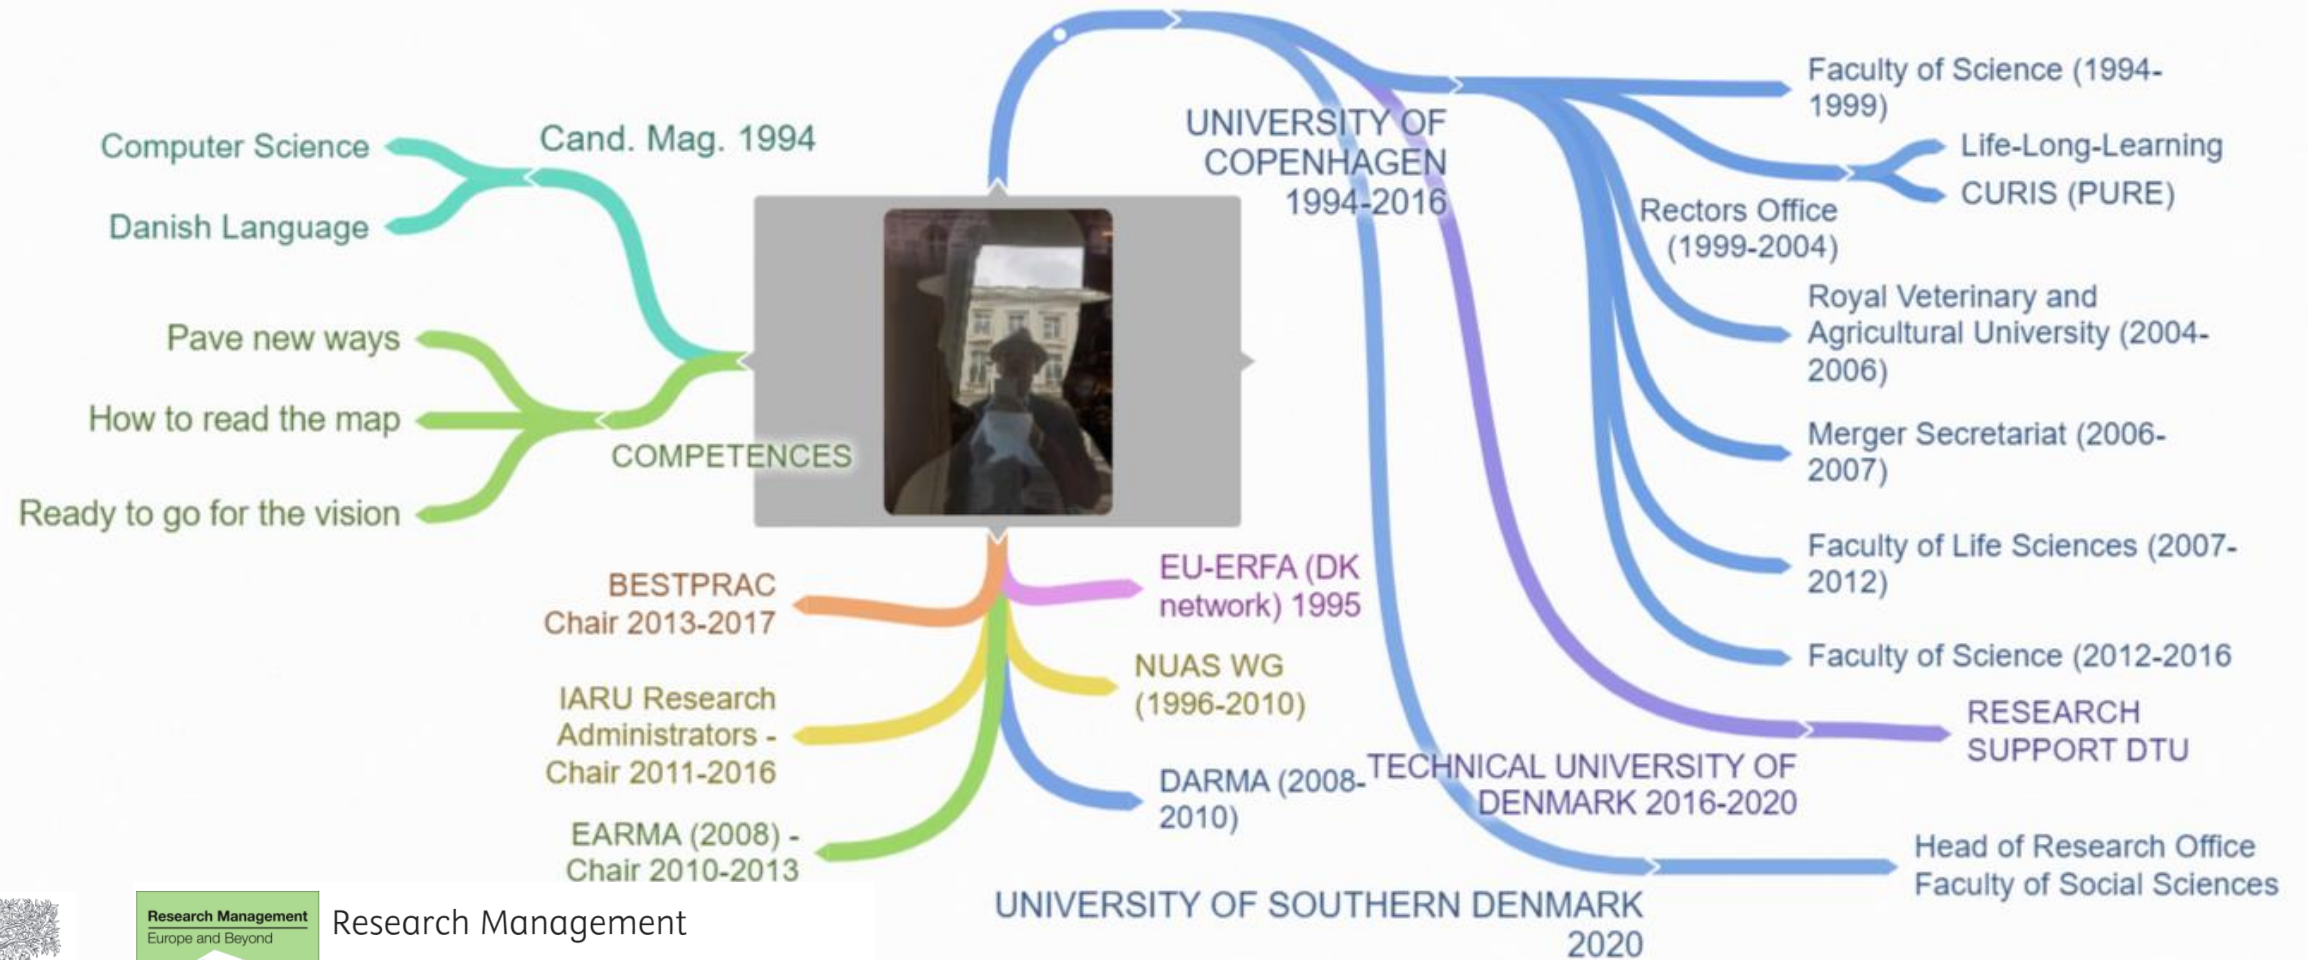 Computer Science
Danish Language
Cand. Mag. 1994
Pave new ways
How to read the map
Ready to go for the vision
COMPETENCES
BESTPRAC
Chair 2013-2017
IARU Research
Administrators -
Chair 2011-2016
EARMA (2008) -
Chair 2010-2013
EU-ERFA (DK
network) 1995
NUAS WG
(1996-2010)
DARMA (2008-
2010)
UNIVERSITY OF
COPENHAGEN
1994-2016
Faculty of Science (1994-
1999)
Life-Long-Learning
CURIS (PURE)
Rectors Office
(1999-2004)
Royal Veterinary and
Agricultural University (2004-
2006)
Merger Secretariat (2006-
2007)
Faculty of Life Sciences (2007-
2012)
Faculty of Science (2012-2016
RESEARCH
SUPPORT DTU
TECHNICAL UNIVERSITY OF
DENMARK 2016-2020
Head of Research Office
Faculty of Social Sciences
UNIVERSITY OF SOUTHERN DENMARK
2020
Research Management
Europe and Beyond
Research Management